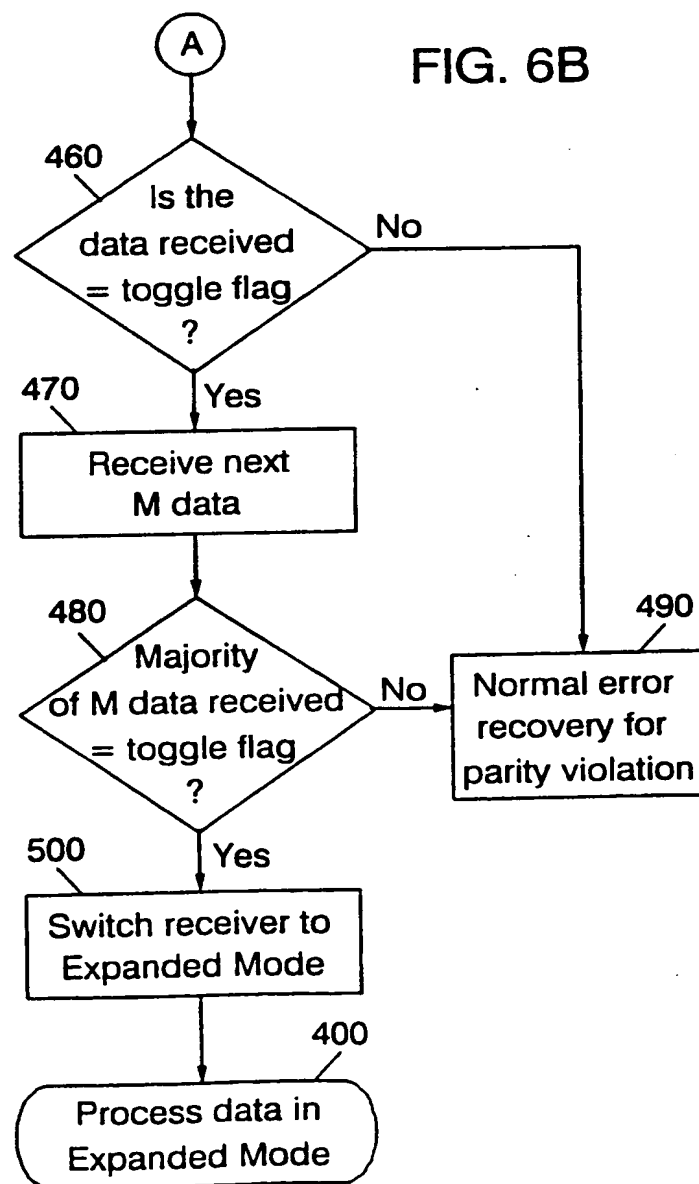 A
FIG. 6B
460
Is the
data received
= toggle flag
?
No
Yes
470
Receive next
M data
480
Majority
of M data received
= toggle flag
?
No
490
Normal error
recovery for
parity violation
Yes
500
Switch receiver to
Expanded Mode
400
Process data in
Expanded Mode